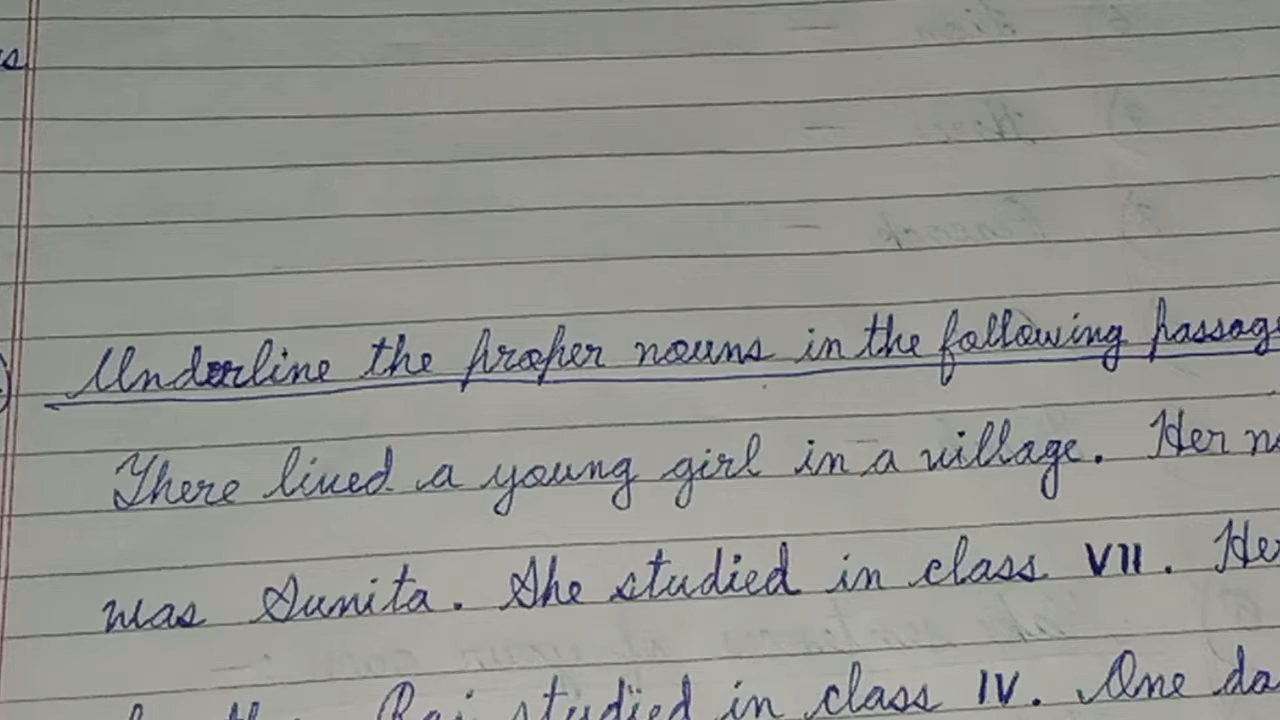 Underline the proper nouns in the following passag
There lived a young girl in a village. Her n
was Sunita. She studied in class VII. He
Raj studied in class IV. One da